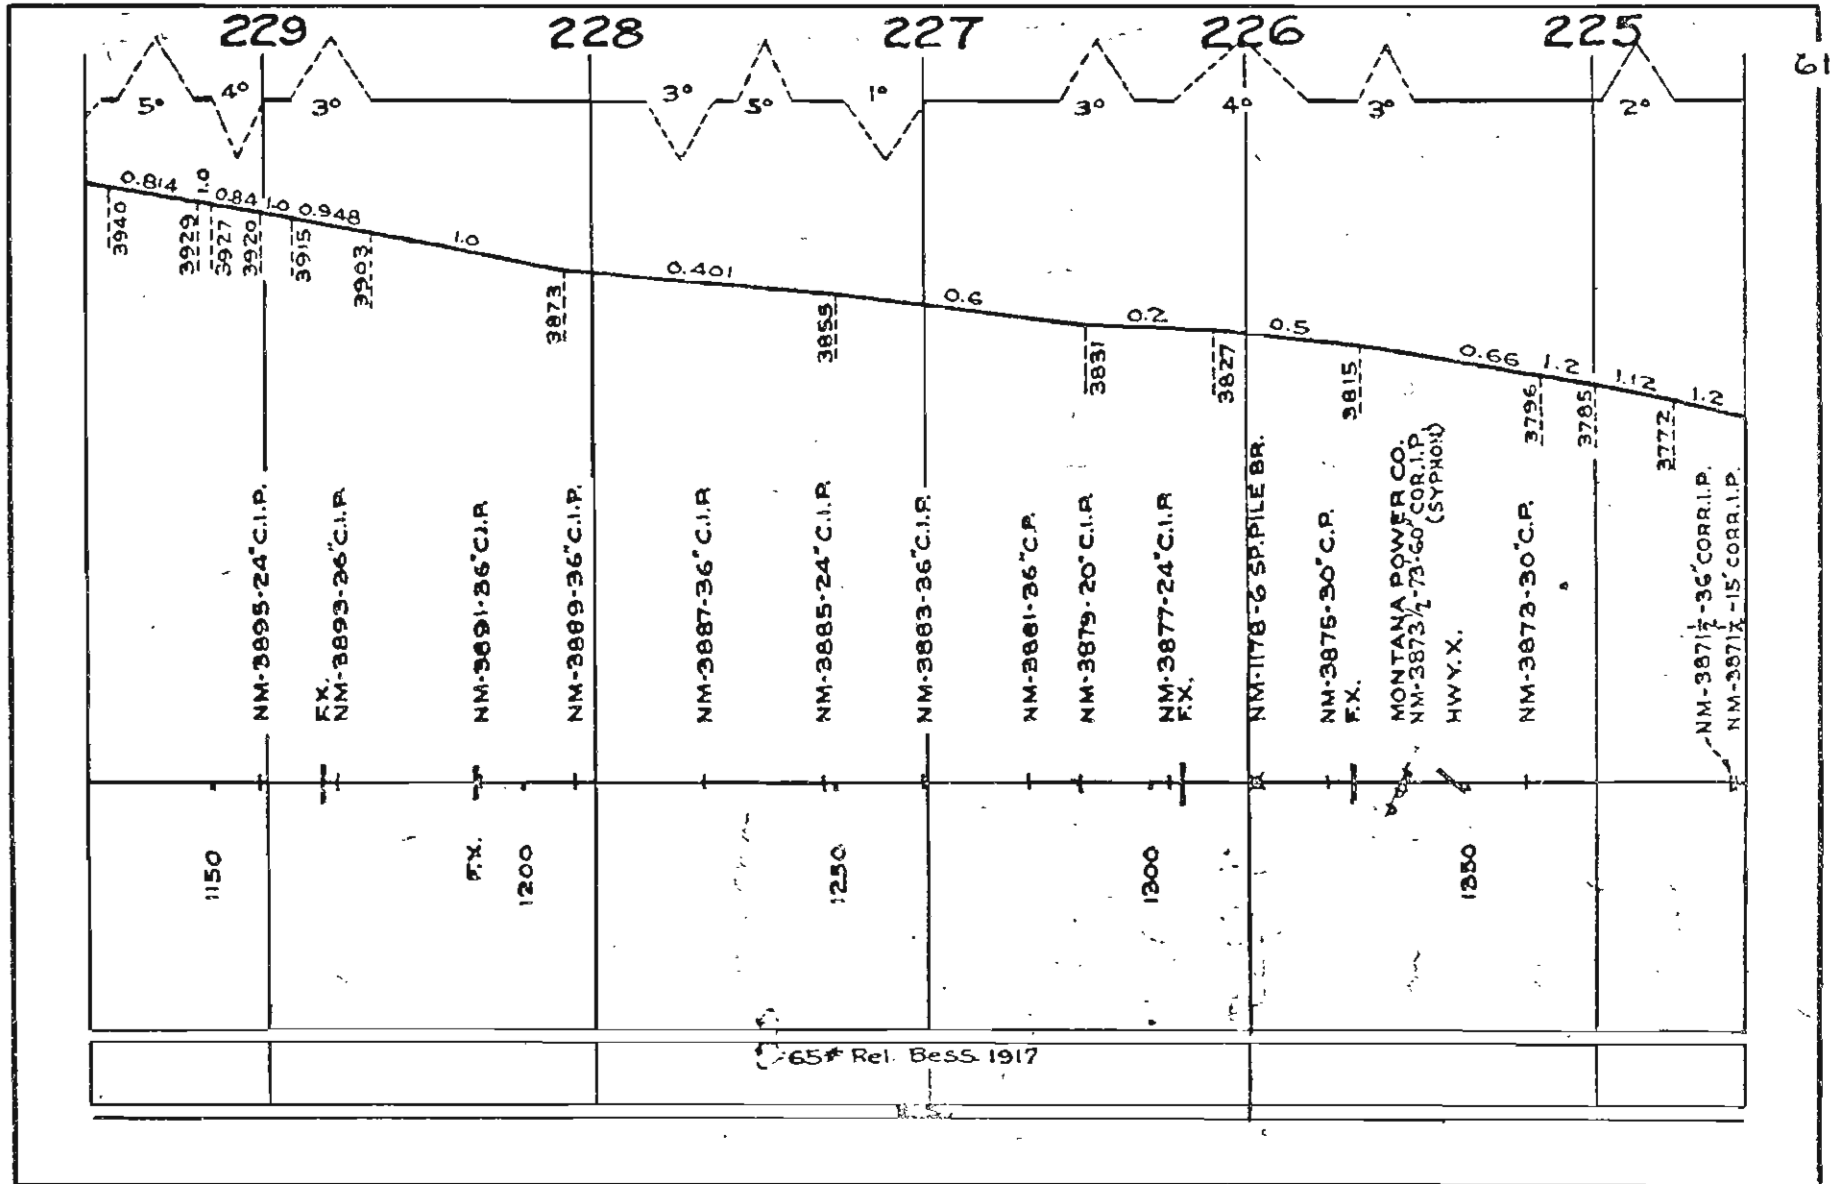 229 228 227 226 225
19
5° 4° 3° 3° 5° 1° 3° 4° 3° 2°
0.814 1.0 0.84 1.0 0.948 1.0 0.401 0.6 0.2 0.5 0.66 1.2 1.12 1.2
3940 3929 3927 3920 3915 3903 3873 3855 3831 3827 3815 3796 3785 3772
NM-3895-24"C.I.P.
F.X.
NM-3893-36"C.I.P.
NM-3891-36"C.I.P.
NM-3889-36"C.I.P.
NM-3887-36"C.I.P.
NM-3885-24"C.I.P.
NM-3883-36"C.I.P.
NM-3881-36"C.P.
NM-3879-20"C.I.P.
NM-3877-24"C.I.P.
F.X.
NM-1178-6 SP.PILE BR.
NM-3875-30"C.P.
F.X.
MONTANA POWER CO.
NM-3873½-73'-60"COR.I.P.
(SYPHON)
HWY.X.
NM-3873-30"C.P.
NM-3871½-36"CORR.I.P.
-15"CORR.I.P.
1150 F.X. 1200 1250 1300 1350
65# Rel. Bess. 1917